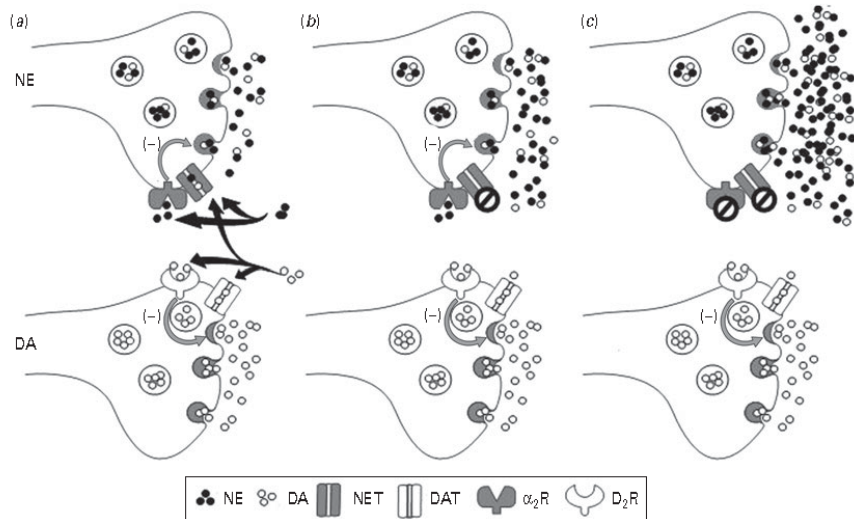 (a) (b) (c)
NE
(–) (–)
(–) (–) (–)
DA
NE DA NET DAT α₂R D₂R